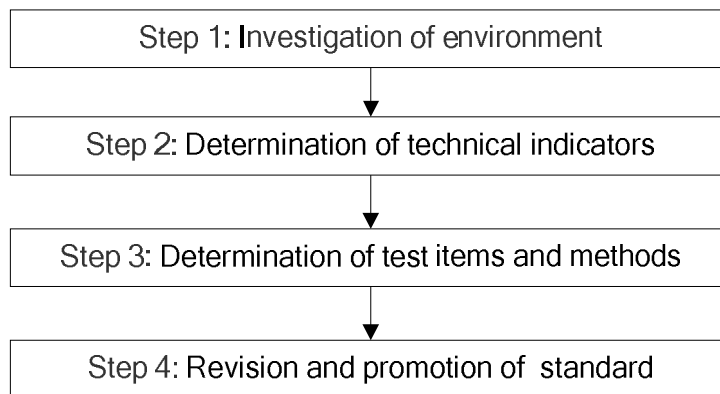 Step 1: Investigation of environment
Step 2: Determination of technical indicators
Step 3: Determination of test items and methods
Step 4: Revision and promotion of standard